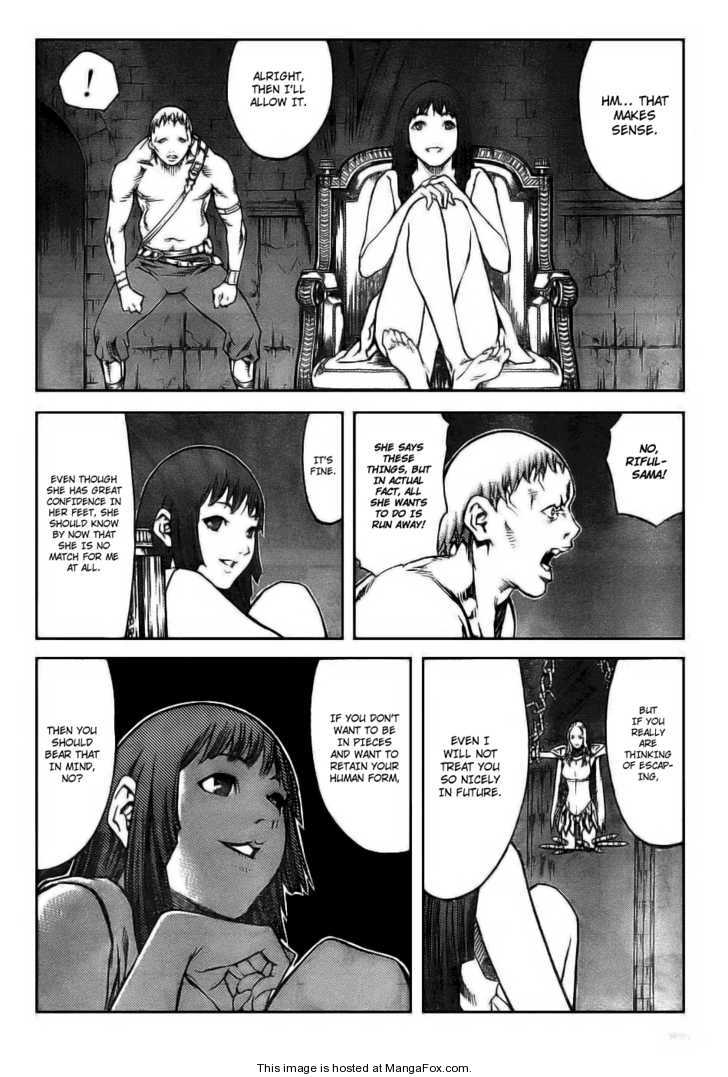 HM... THAT
MAKES
SENSE.
ALRIGHT,
THEN I'LL
ALLOW IT.
!
NO,
RIFUL-
SAMA!
SHE SAYS
THESE
THINGS, BUT
IN ACTUAL
FACT, ALL
SHE WANTS
TO DO IS
RUN AWAY!
IT'S
FINE.
EVEN THOUGH
SHE HAS GREAT
CONFIDENCE IN
HER FEET, SHE
SHOULD KNOW
BY NOW THAT
SHE IS NO
MATCH FOR ME
AT ALL.
BUT
IF YOU
REALLY
ARE
THINKING
OF ESCAP-
ING,
EVEN I
WILL NOT
TREAT YOU
SO NICELY
IN FUTURE.
IF YOU DON'T
WANT TO BE
IN PIECES
AND WANT TO
RETAIN YOUR
HUMAN FORM,
THEN YOU
SHOULD
BEAR THAT
IN MIND,
NO?
This image is hosted at MangaFox.com.